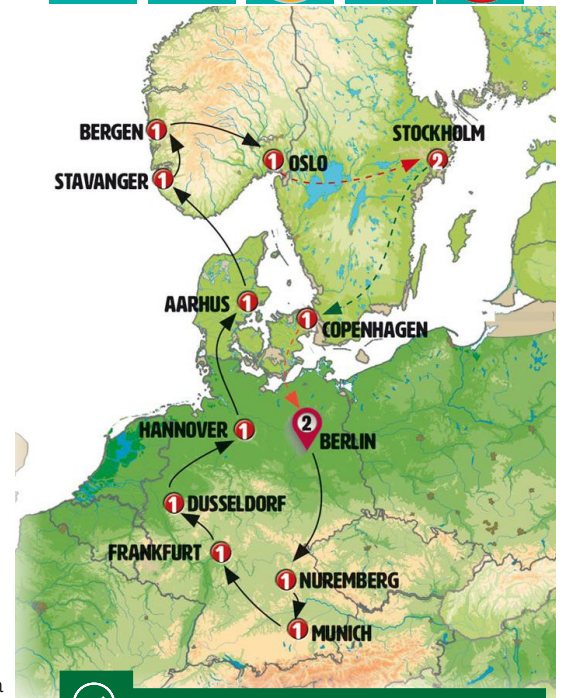 BERGEN 1
1 OSLO
STOCKHOLM
2
STAVANGER 1
AARHUS 1
1
COPENHAGEN
HANNOVER 1
2
BERLIN
1 DUSSELDORF
FRANKFURT 1
1 NUREMBERG
1 MUNICH
a